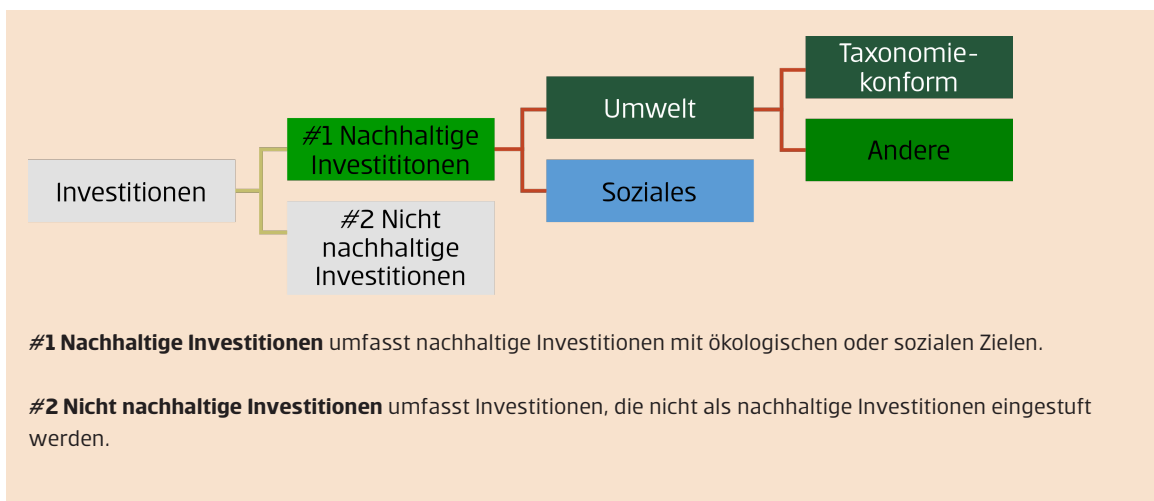 Taxonomie-
konform
Umwelt
#1 Nachhaltige
Investititonen
Andere
Investitionen
Soziales
#2 Nicht
nachhaltige
Investitionen
#1 Nachhaltige Investitionen umfasst nachhaltige Investitionen mit ökologischen oder sozialen Zielen.
#2 Nicht nachhaltige Investitionen umfasst Investitionen, die nicht als nachhaltige Investitionen eingestuft
werden.